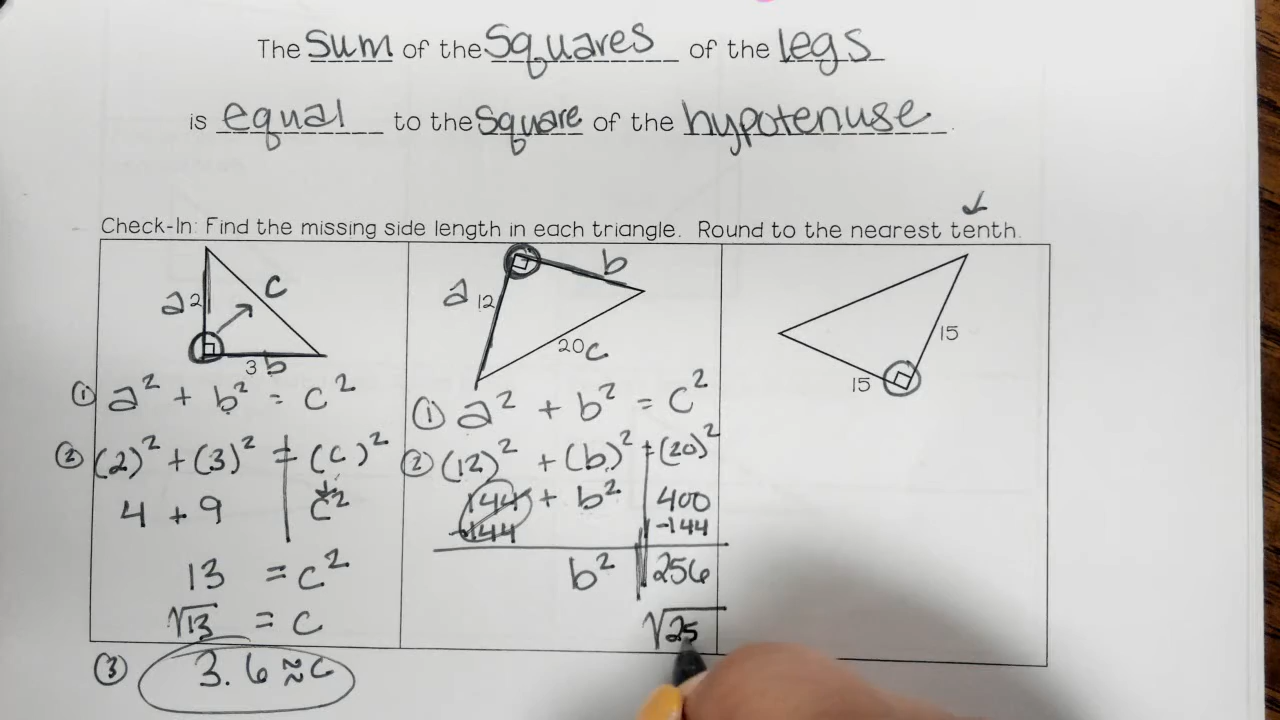 The sum of the squares of the legs
is equal to the square of the hypotenuse.
Check-In: Find the missing side length in each triangle. Round to the nearest tenth.
a 2 c
3 b
① a² + b² = c²
② (2)² + (3)² = (c)²
4 + 9 c²
13 = c²
√13 = c
③ 3.6 ≈ c
b
a 12
20 c
① a² + b² = c²
② (12)² + (b)² = (20)²
144 + b² 400
-144 -144
b² 256
√25
15
15